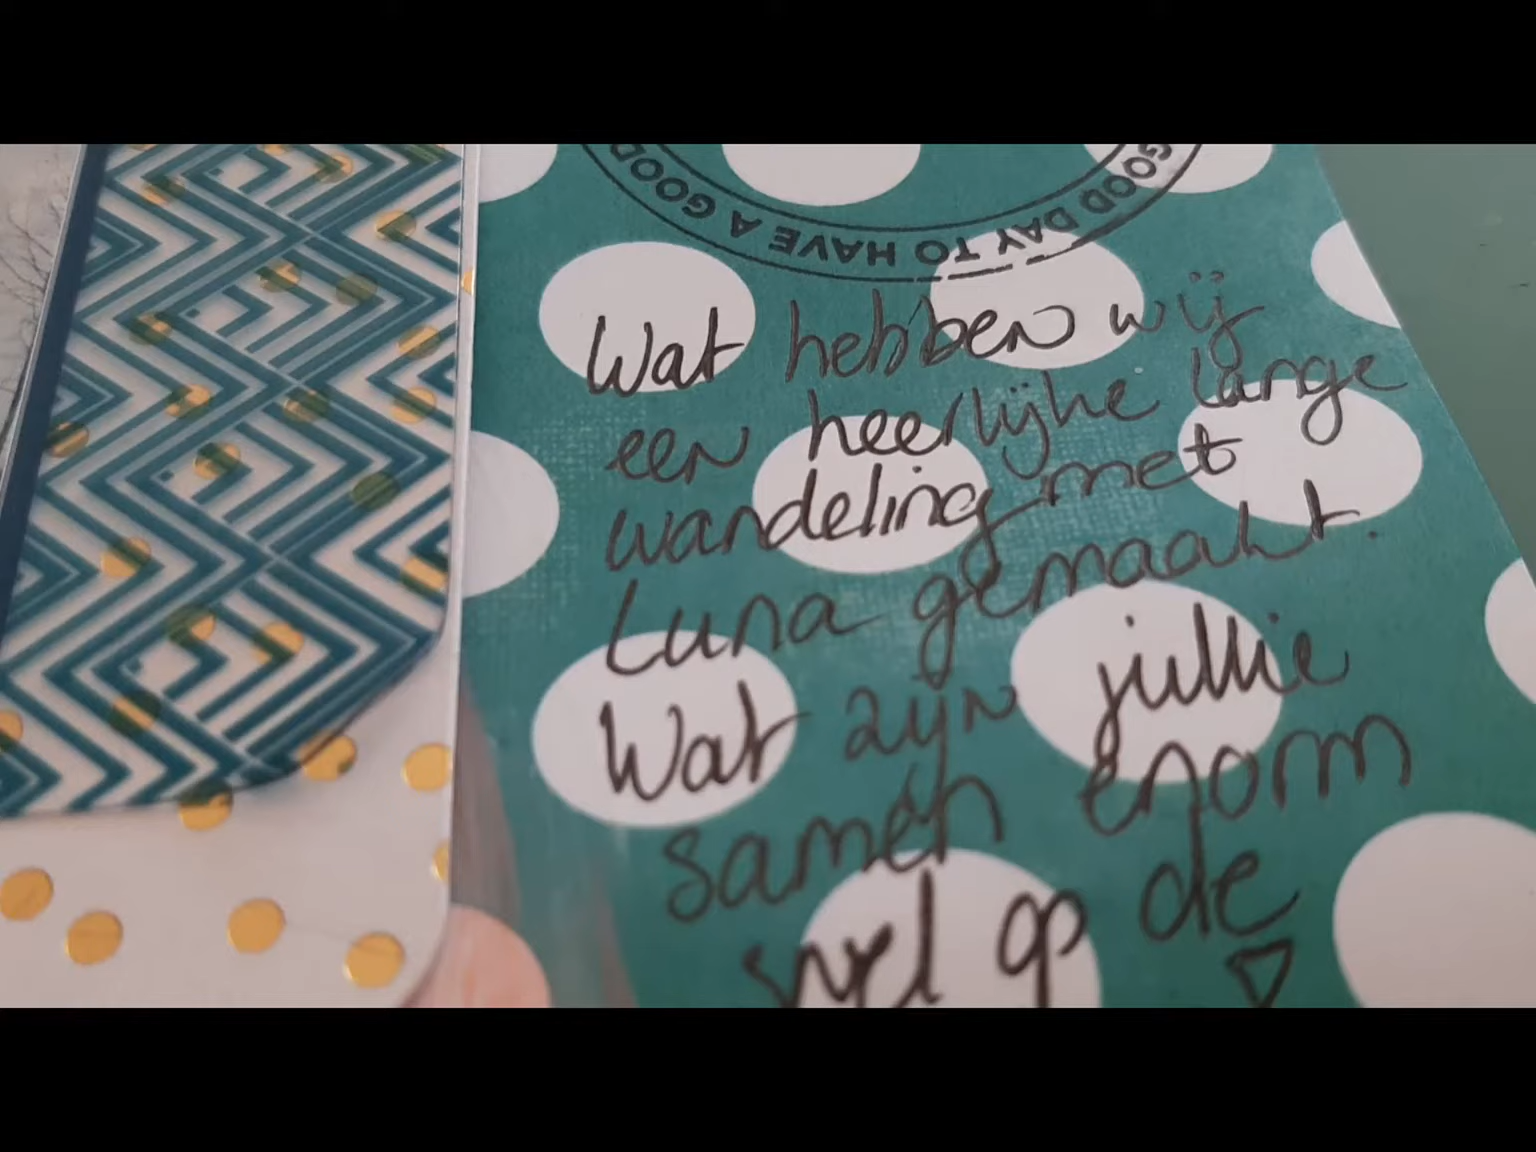 GOOD DAY TO HAVE A GOOD
Wat hebben wij
een heerlijke lange
wandeling met
Luna gemaakt.
Wat zijn jullie
samen enorm
snel op de